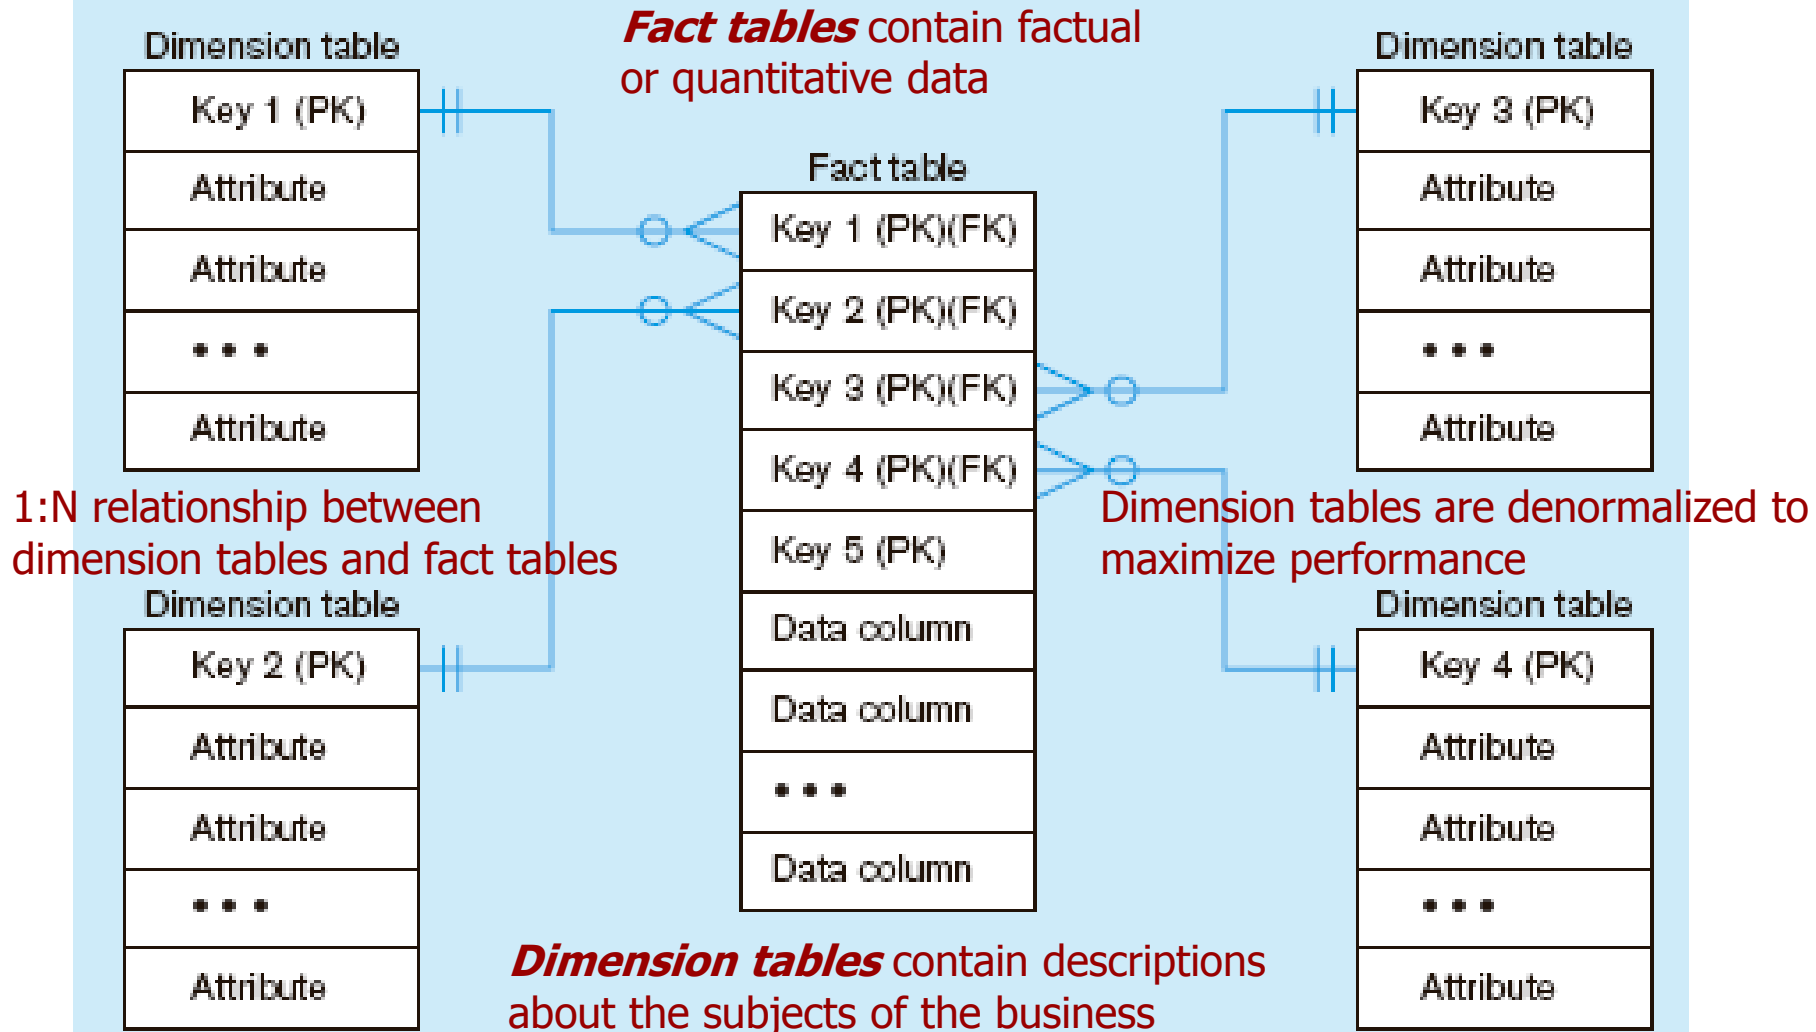 Fact tables contain factual
or quantitative data
Dimension table
Key 1 (PK)
Attribute
Attribute
• • •
Attribute
Dimension table
Key 3 (PK)
Attribute
Attribute
• • •
Attribute
Fact table
Key 1 (PK)(FK)
Key 2 (PK)(FK)
Key 3 (PK)(FK)
Key 4 (PK)(FK)
Key 5 (PK)
Data column
Data column
• • •
Data column
1:N relationship between
dimension tables and fact tables
Dimension tables are denormalized to
maximize performance
Dimension table
Key 2 (PK)
Attribute
Attribute
• • •
Attribute
Dimension table
Key 4 (PK)
Attribute
Attribute
• • •
Attribute
Dimension tables contain descriptions
about the subjects of the business